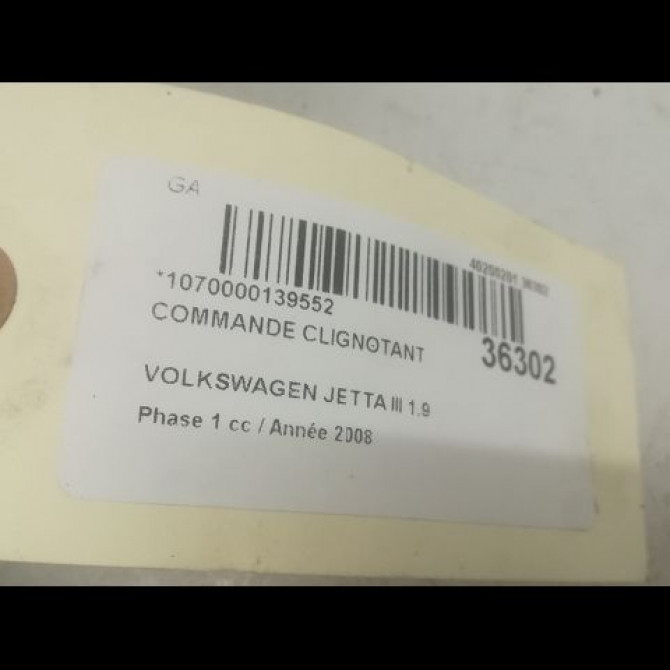 GA
*1070000139552
COMMANDE CLIGNOTANT
36302
VOLKSWAGEN JETTA III 1.9
Phase 1 cc / Année 2008